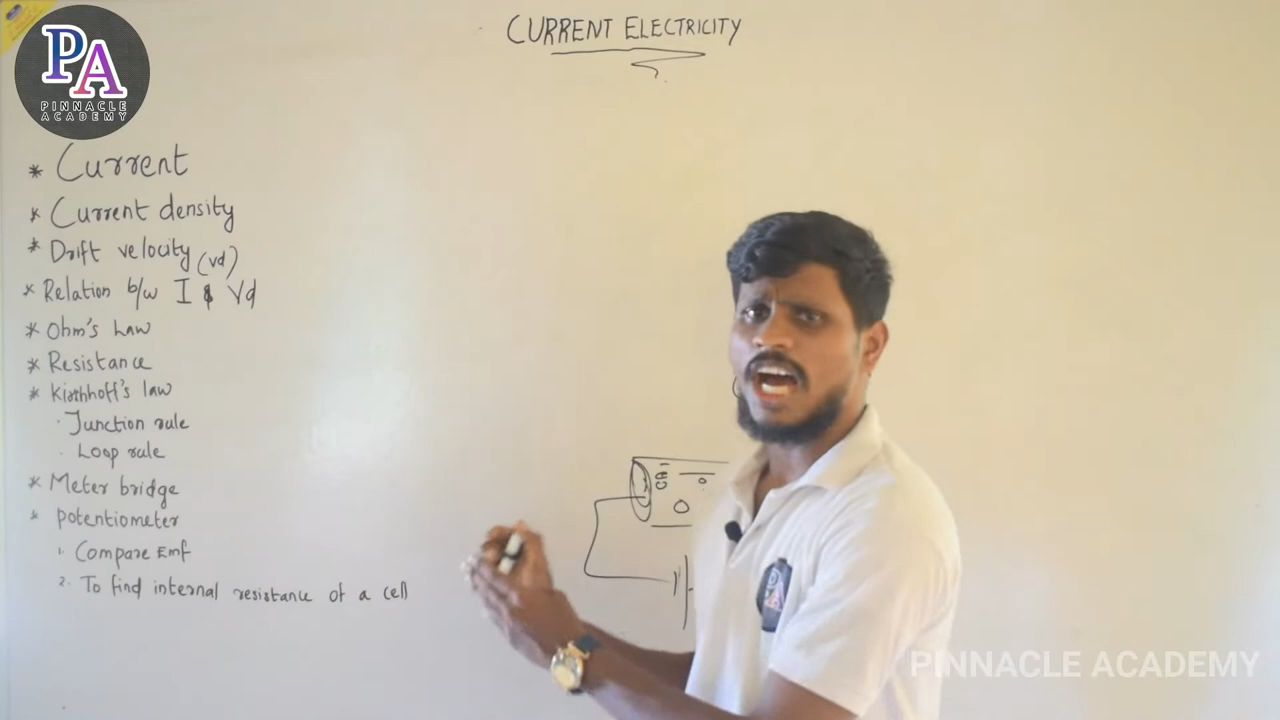 CURRENT ELECTRICITY
PA
PINNACLE
ACADEMY
* Current
* Current density
* Drift velocity (vd)
* Relation b/w I & Vd
* Ohm's Law
* Resistance
* Kirchhoff's law
· Junction rule
· Loop rule
* Meter bridge
* potentiometer
1. Compare Emf
2. To find internal resistance of a cell
PA
PINNACLE ACADEMY